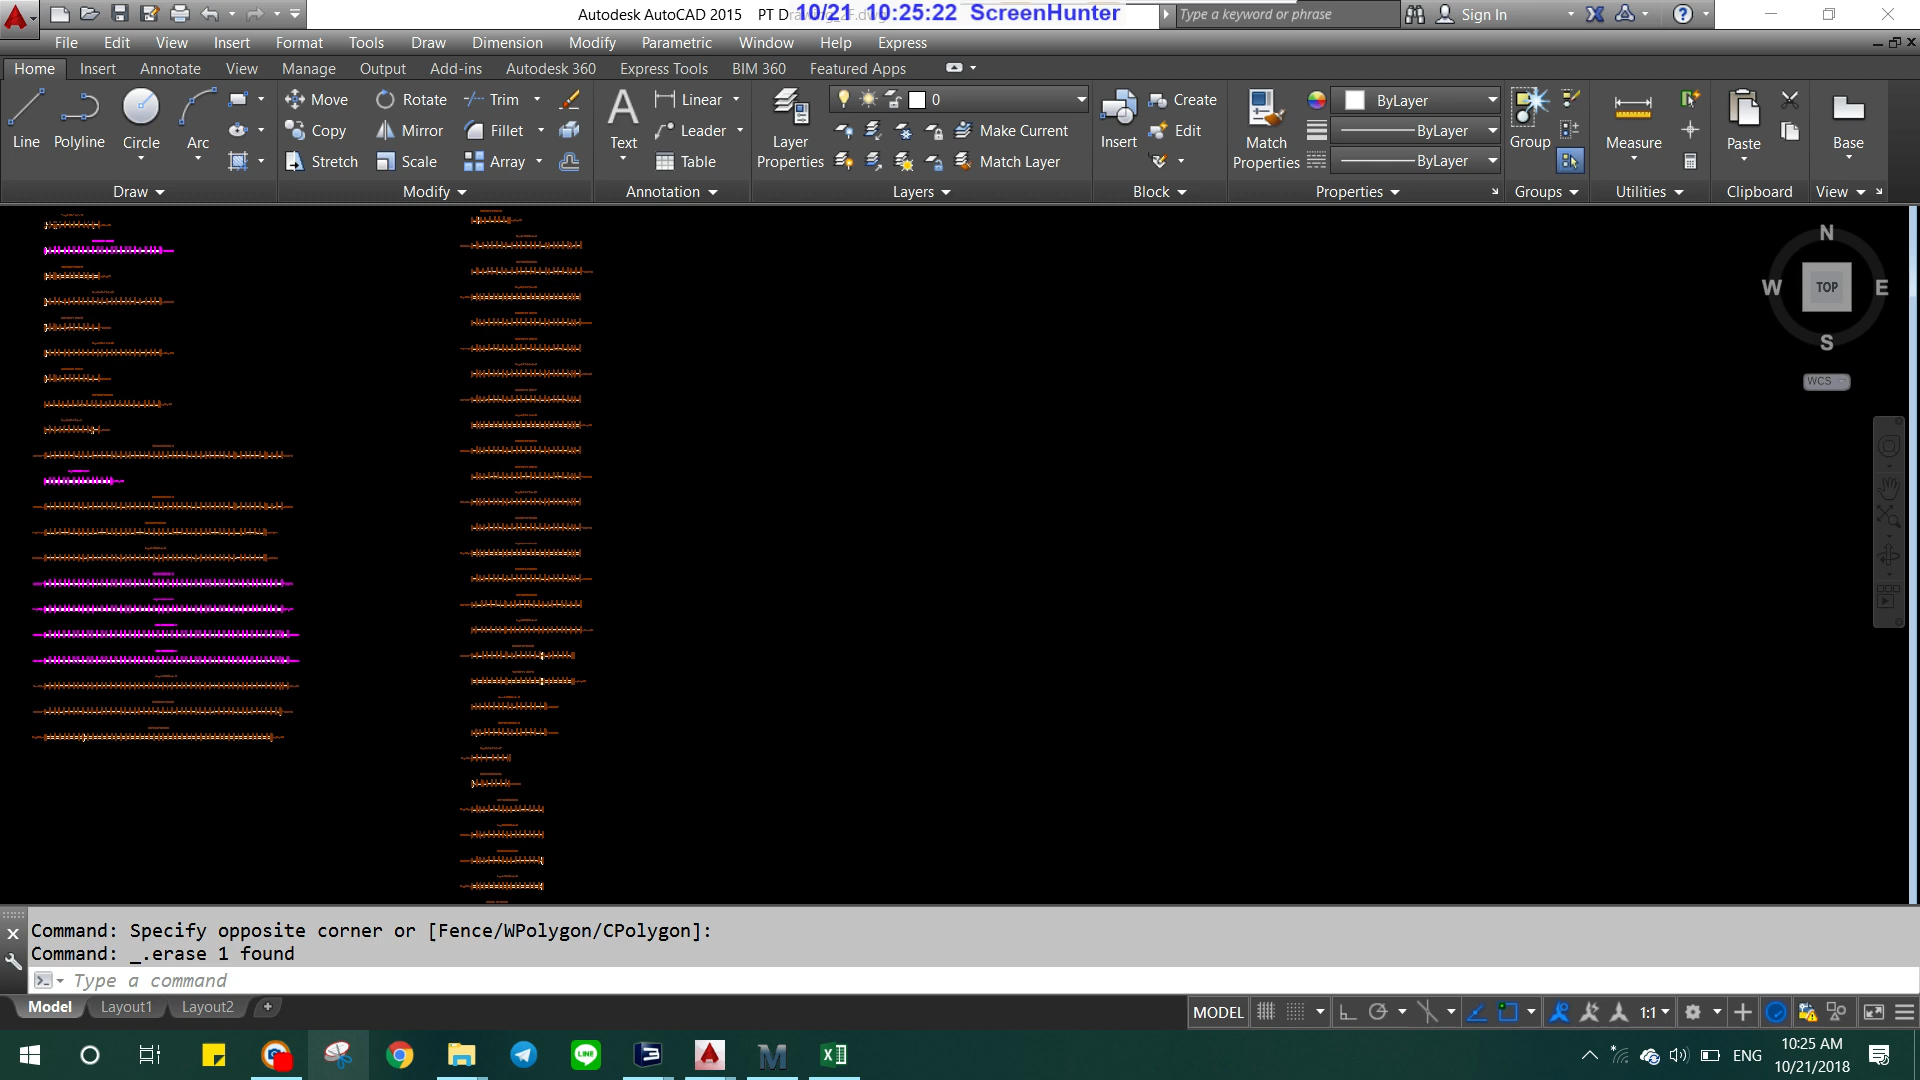 Autodesk AutoCAD 2015 PT D
10/21 10:25:22 ScreenHunter
Type a keyword or phrase
Sign In
File Edit View Insert Format Tools Draw Dimension Modify Parametric Window Help Express
Home Insert Annotate View Manage Output Add-ins Autodesk 360 Express Tools BIM 360 Featured Apps
Line
Polyline
Circle
Arc
Draw
Move
Rotate
Trim
Copy
Mirror
Fillet
Stretch
Scale
Array
Modify
Text
Linear
Leader
Table
Annotation
Layer
Properties
0
Make Current
Match Layer
Layers
Insert
Create
Edit
Block
Match
Properties
ByLayer
ByLayer
ByLayer
Properties
Group
Groups
Measure
Utilities
Paste
Clipboard
Base
View
N
W TOP E
S
WCS
Command: Specify opposite corner or [Fence/WPolygon/CPolygon]:
Command: _.erase 1 found
Type a command
Model Layout1 Layout2
MODEL
1:1
ENG
10:25 AM
10/21/2018